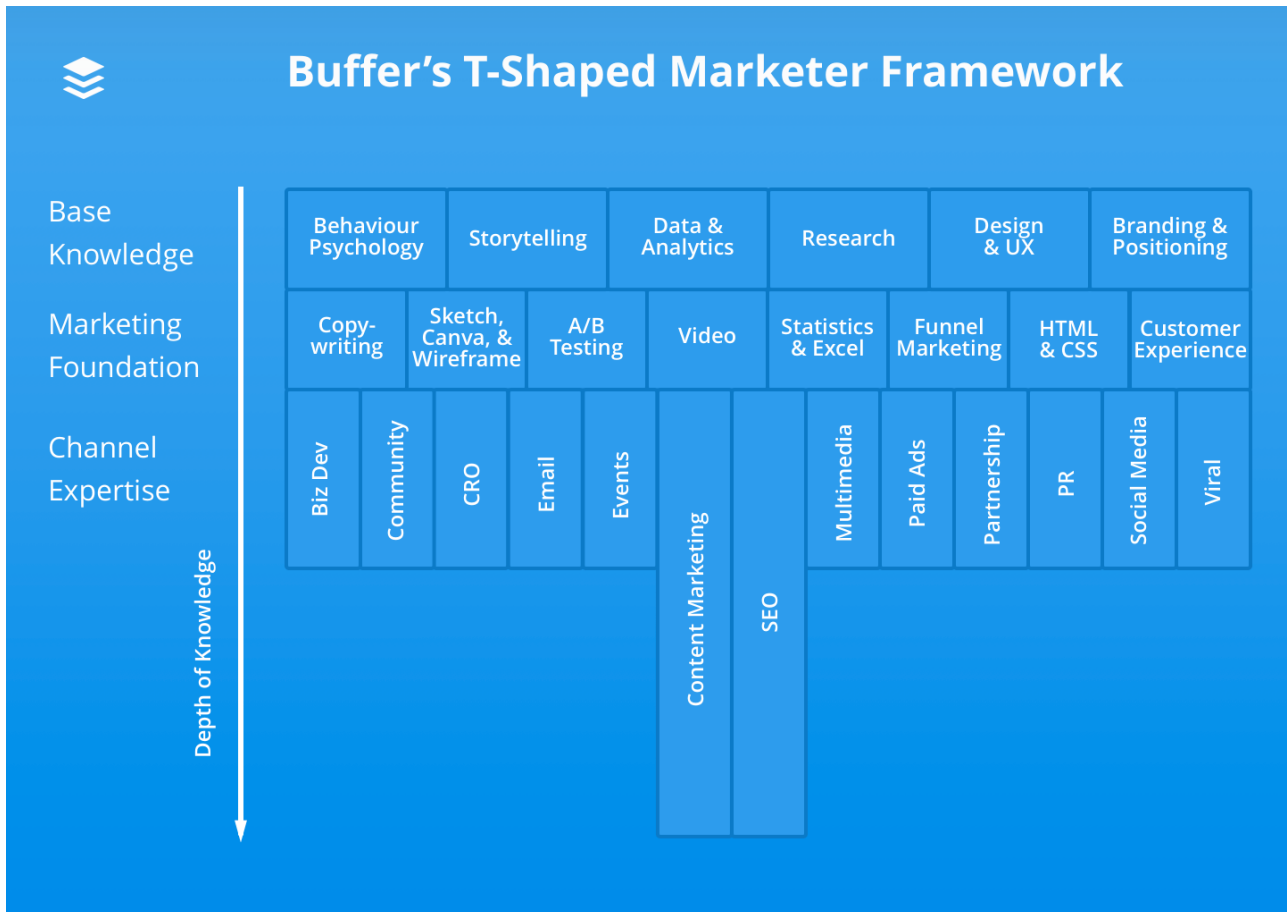 Buffer’s T-Shaped Marketer Framework
Base
Knowledge
Behaviour
Psychology
Storytelling
Data &
Analytics
Research
Design
& UX
Branding &
Positioning
Marketing
Foundation
Copy-
writing
Sketch,
Canva, &
Wireframe
A/B
Testing
Video
Statistics
& Excel
Funnel
Marketing
HTML
& CSS
Customer
Experience
Channel
Expertise
Biz Dev
Community
CRO
Email
Events
Content Marketing
SEO
Multimedia
Paid Ads
Partnership
PR
Social Media
Viral
Depth of Knowledge